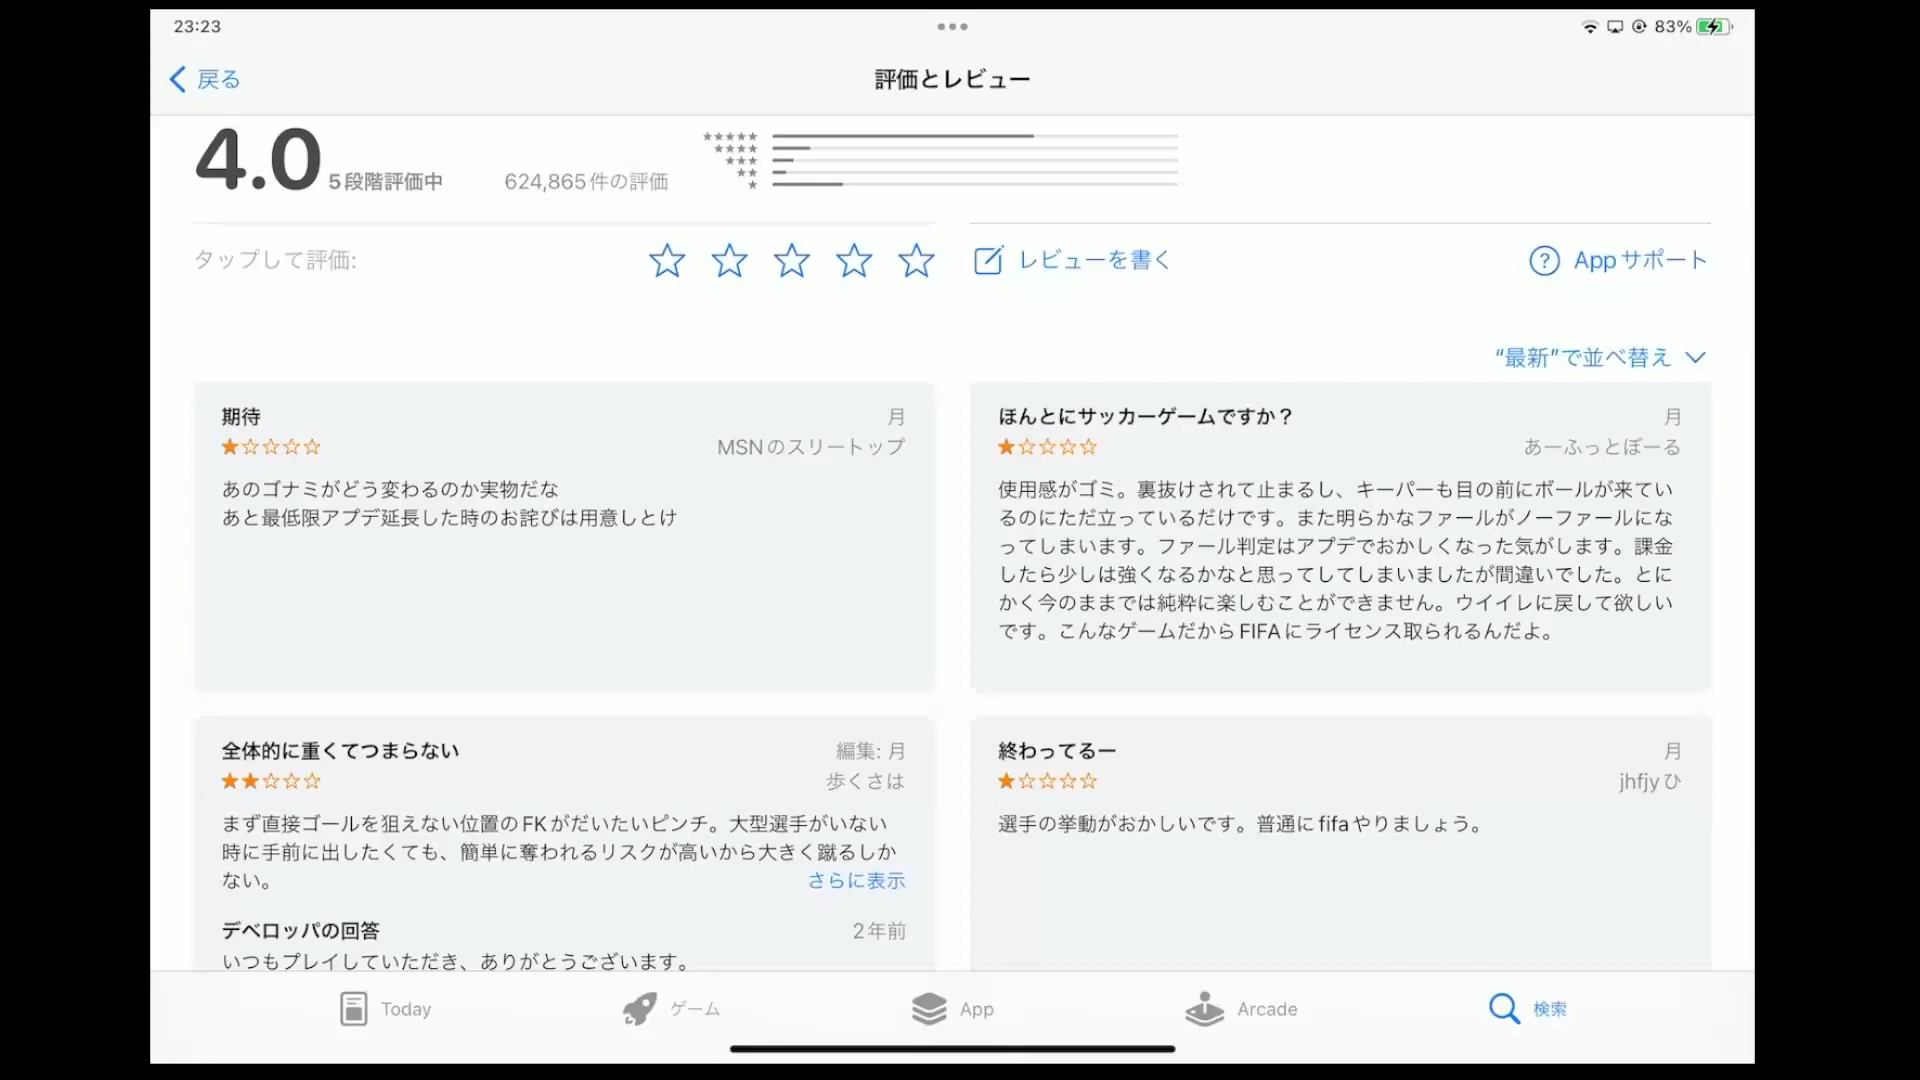 23:23
83%
戻る
評価とレビュー
4.0
5段階評価中
624,865件の評価
★★★★★
★★★★
★★★
★★
★
タップして評価:
レビューを書く
Appサポート
“最新”で並べ替え
期待
月
MSNのスリートップ
あのゴナミがどう変わるのか実物だな
あと最低限アプデ延長した時のお詫びは用意しとけ
ほんとにサッカーゲームですか？
月
あーふっとぼーる
使用感がゴミ。裏抜けされて止まるし、キーパーも目の前にボールが来てい
るのにただ立っているだけです。また明らかなファールがノーファールにな
ってしまいます。ファール判定はアプデでおかしくなった気がします。課金
したら少しは強くなるかなと思ってしてしまいましたが間違いでした。とに
かく今のままでは純粋に楽しむことができません。ウイイレに戻して欲しい
です。こんなゲームだからFIFAにライセンス取られるんだよ。
全体的に重くてつまらない
編集: 月
歩くさは
まず直接ゴールを狙えない位置のFKがだいたいピンチ。大型選手がいない
時に手前に出したくても、簡単に奪われるリスクが高いから大きく蹴るしか
ない。
さらに表示
デベロッパの回答
2年前
いつもプレイしていただき、ありがとうございます。
終わってるー
月
jhfjyひ
選手の挙動がおかしいです。普通にfifaやりましょう。
Today
ゲーム
App
Arcade
検索